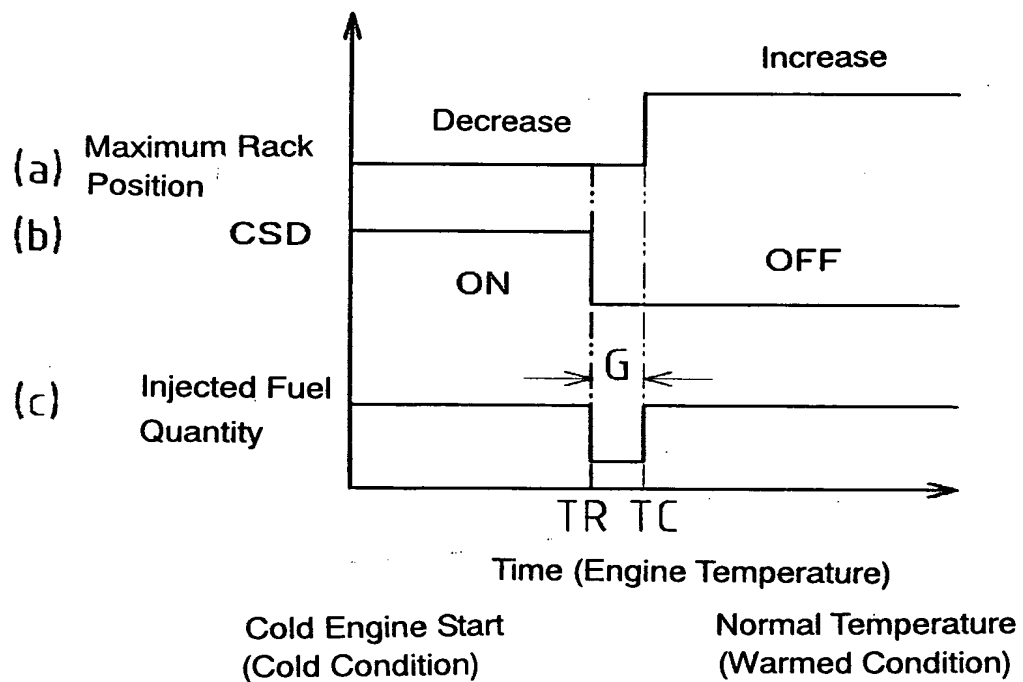 Increase
Decrease
(a) Maximum Rack
Position
(b) CSD
ON
OFF
G
(c) Injected Fuel
Quantity
TR TC
Time (Engine Temperature)
Cold Engine Start
(Cold Condition)
Normal Temperature
(Warmed Condition)